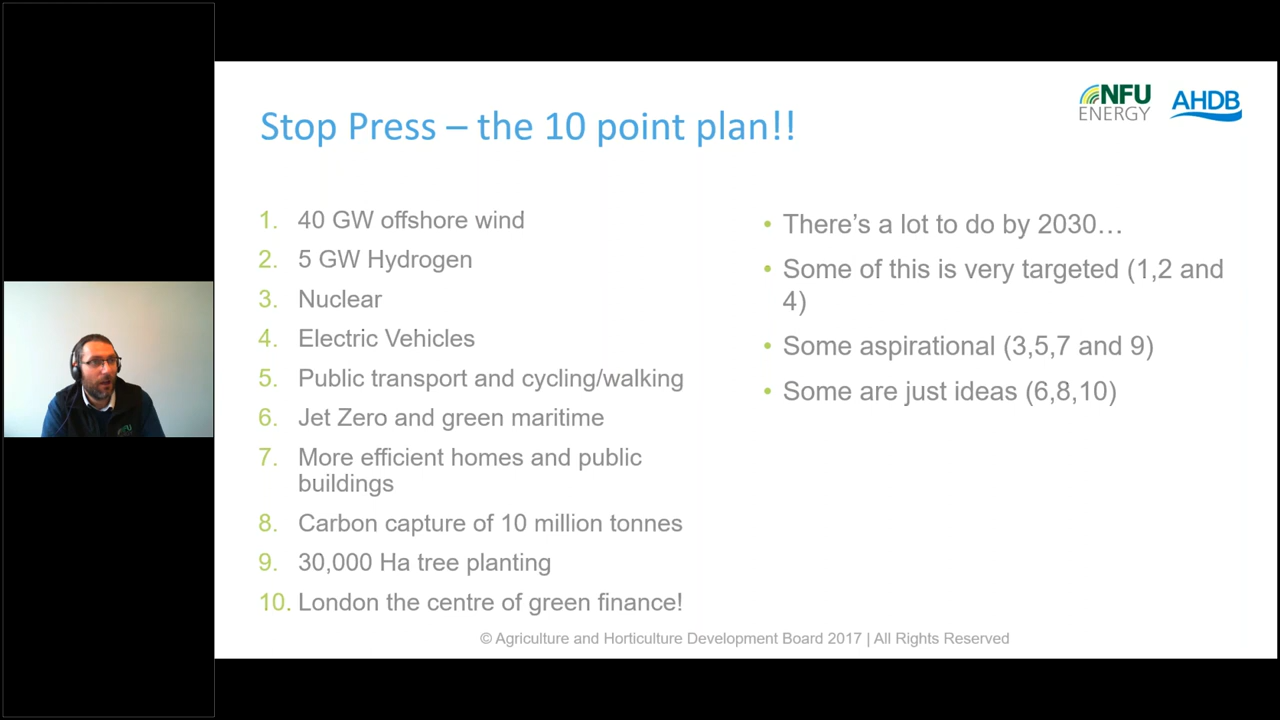 NFU
ENERGY
AHDB
Stop Press – the 10 point plan!!
1. 40 GW offshore wind
2. 5 GW Hydrogen
3. Nuclear
4. Electric Vehicles
5. Public transport and cycling/walking
6. Jet Zero and green maritime
7. More efficient homes and public
buildings
8. Carbon capture of 10 million tonnes
9. 30,000 Ha tree planting
10. London the centre of green finance!
• There’s a lot to do by 2030…
• Some of this is very targeted (1,2 and
4)
• Some aspirational (3,5,7 and 9)
• Some are just ideas (6,8,10)
© Agriculture and Horticulture Development Board 2017 | All Rights Reserved
NFU